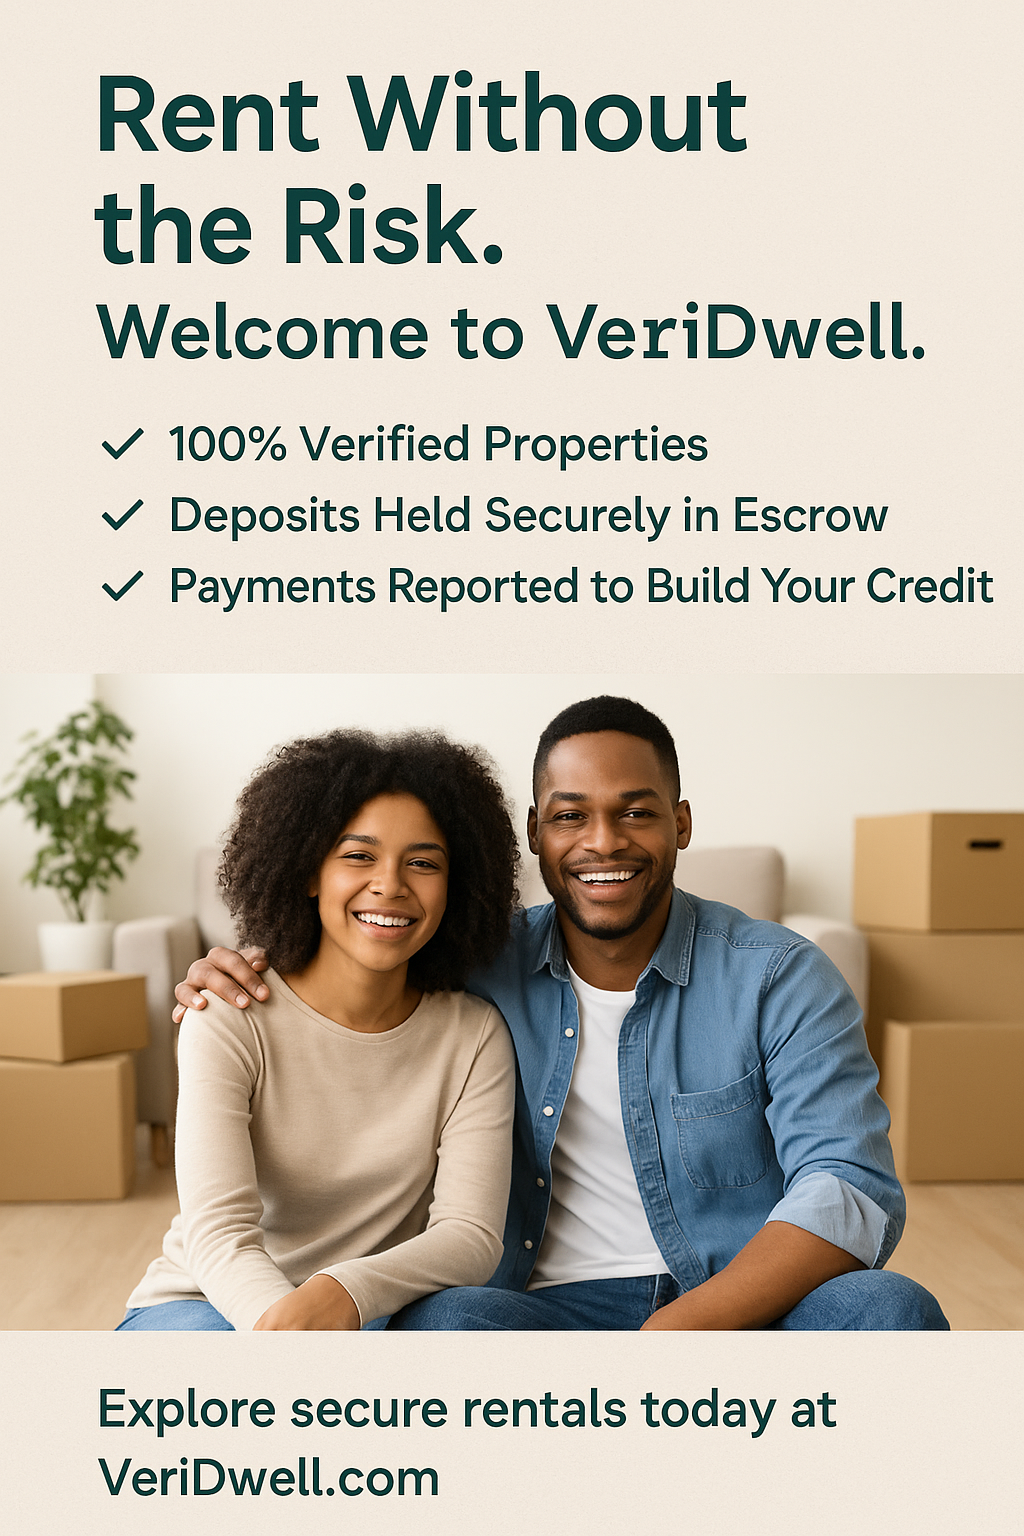 Rent Without
the Risk.
Welcome to VeriDwell.
✓ 100% Verified Properties
✓ Deposits Held Securely in Escrow
✓ Payments Reported to Build Your Credit
Explore secure rentals today at
VeriDwell.com